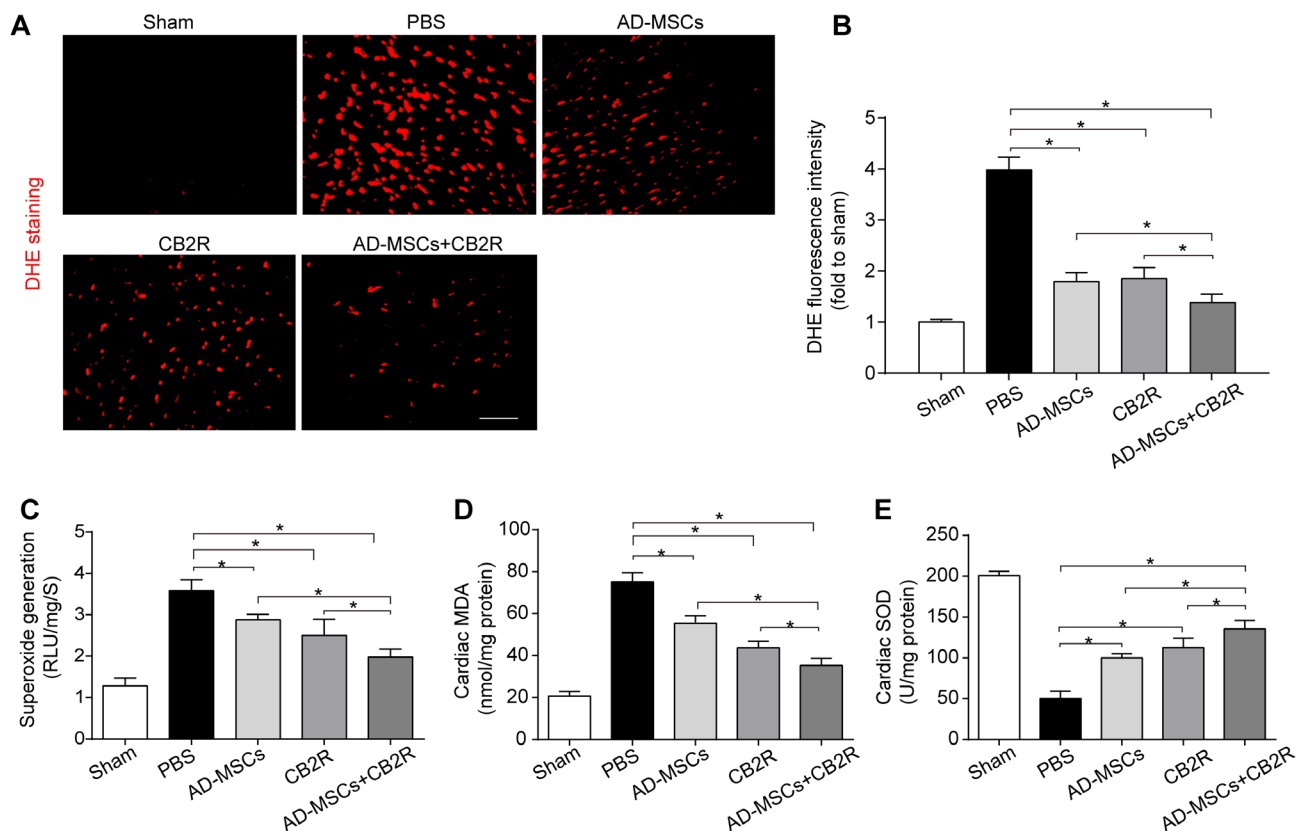 A
Sham
PBS
AD-MSCs
DHE staining
CB2R
AD-MSCs+CB2R
B
DHE fluorescence intensity
(fold to sham)
5
4
3
2
1
0
*
*
*
*
*
Sham
PBS
AD-MSCs
CB2R
AD-MSCs+CB2R
C
Superoxide generation
(RLU/mg/S)
5
4
3
2
1
0
*
*
*
*
*
Sham
PBS
AD-MSCs
CB2R
AD-MSCs+CB2R
D
Cardiac MDA
(nmol/mg protein)
100
80
60
40
20
0
*
*
*
*
*
Sham
PBS
AD-MSCs
CB2R
AD-MSCs+CB2R
E
Cardiac SOD
(U/mg protein)
250
200
150
100
50
0
*
*
*
*
*
Sham
PBS
AD-MSCs
CB2R
AD-MSCs+CB2R